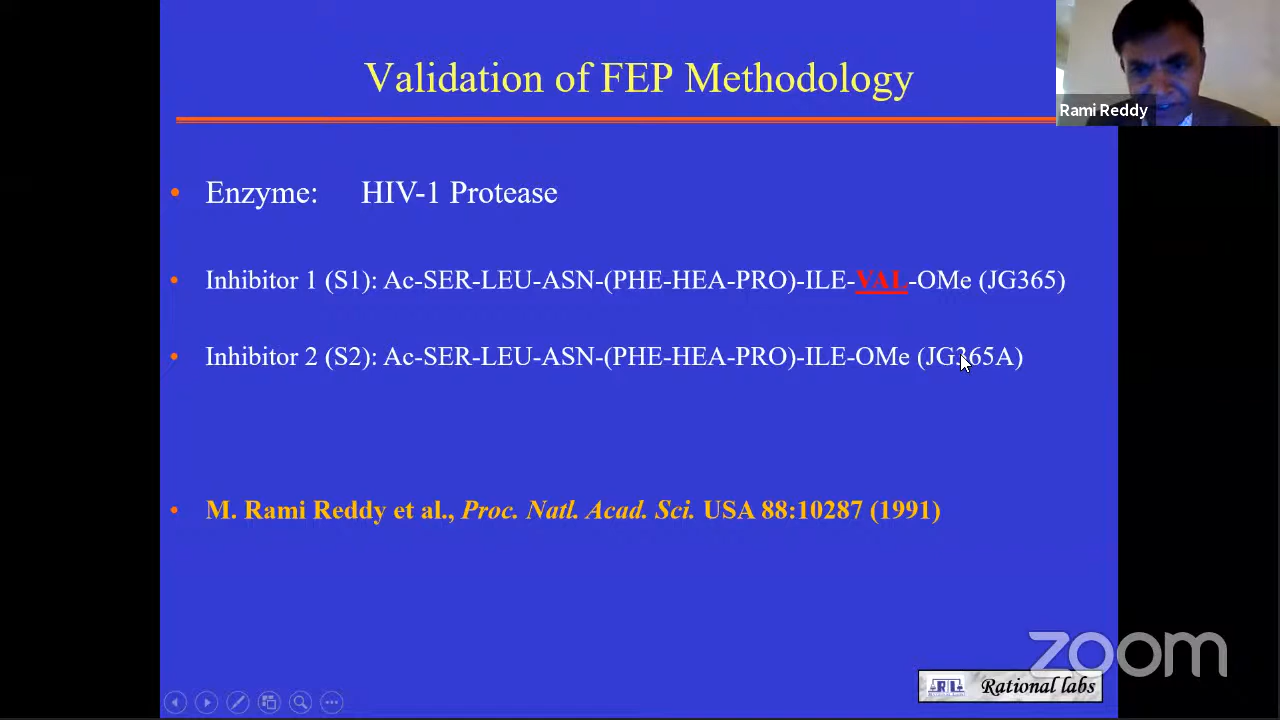 Validation of FEP Methodology
Rami Reddy
• Enzyme: HIV-1 Protease
• Inhibitor 1 (S1): Ac-SER-LEU-ASN-(PHE-HEA-PRO)-ILE-VAL-OMe (JG365)
• Inhibitor 2 (S2): Ac-SER-LEU-ASN-(PHE-HEA-PRO)-ILE-OMe (JG365A)
• M. Rami Reddy et al., Proc. Natl. Acad. Sci. USA 88:10287 (1991)
zoom
RL Rational labs